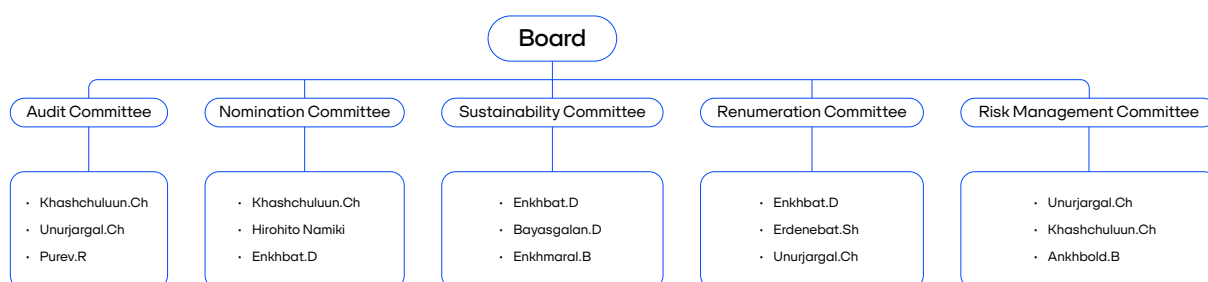 Board
Audit Committee
Nomination Committee
Sustainability Committee
Renumeration Committee
Risk Management Committee
· Khashchuluun.Ch
· Unurjargal.Ch
· Purev.R
· Khashchuluun.Ch
· Hirohito Namiki
· Enkhbat.D
· Enkhbat.D
· Bayasgalan.D
· Enkhmaral.B
· Enkhbat.D
· Erdenebat.Sh
· Unurjargal.Ch
· Unurjargal.Ch
· Khashchuluun.Ch
· Ankhbold.B